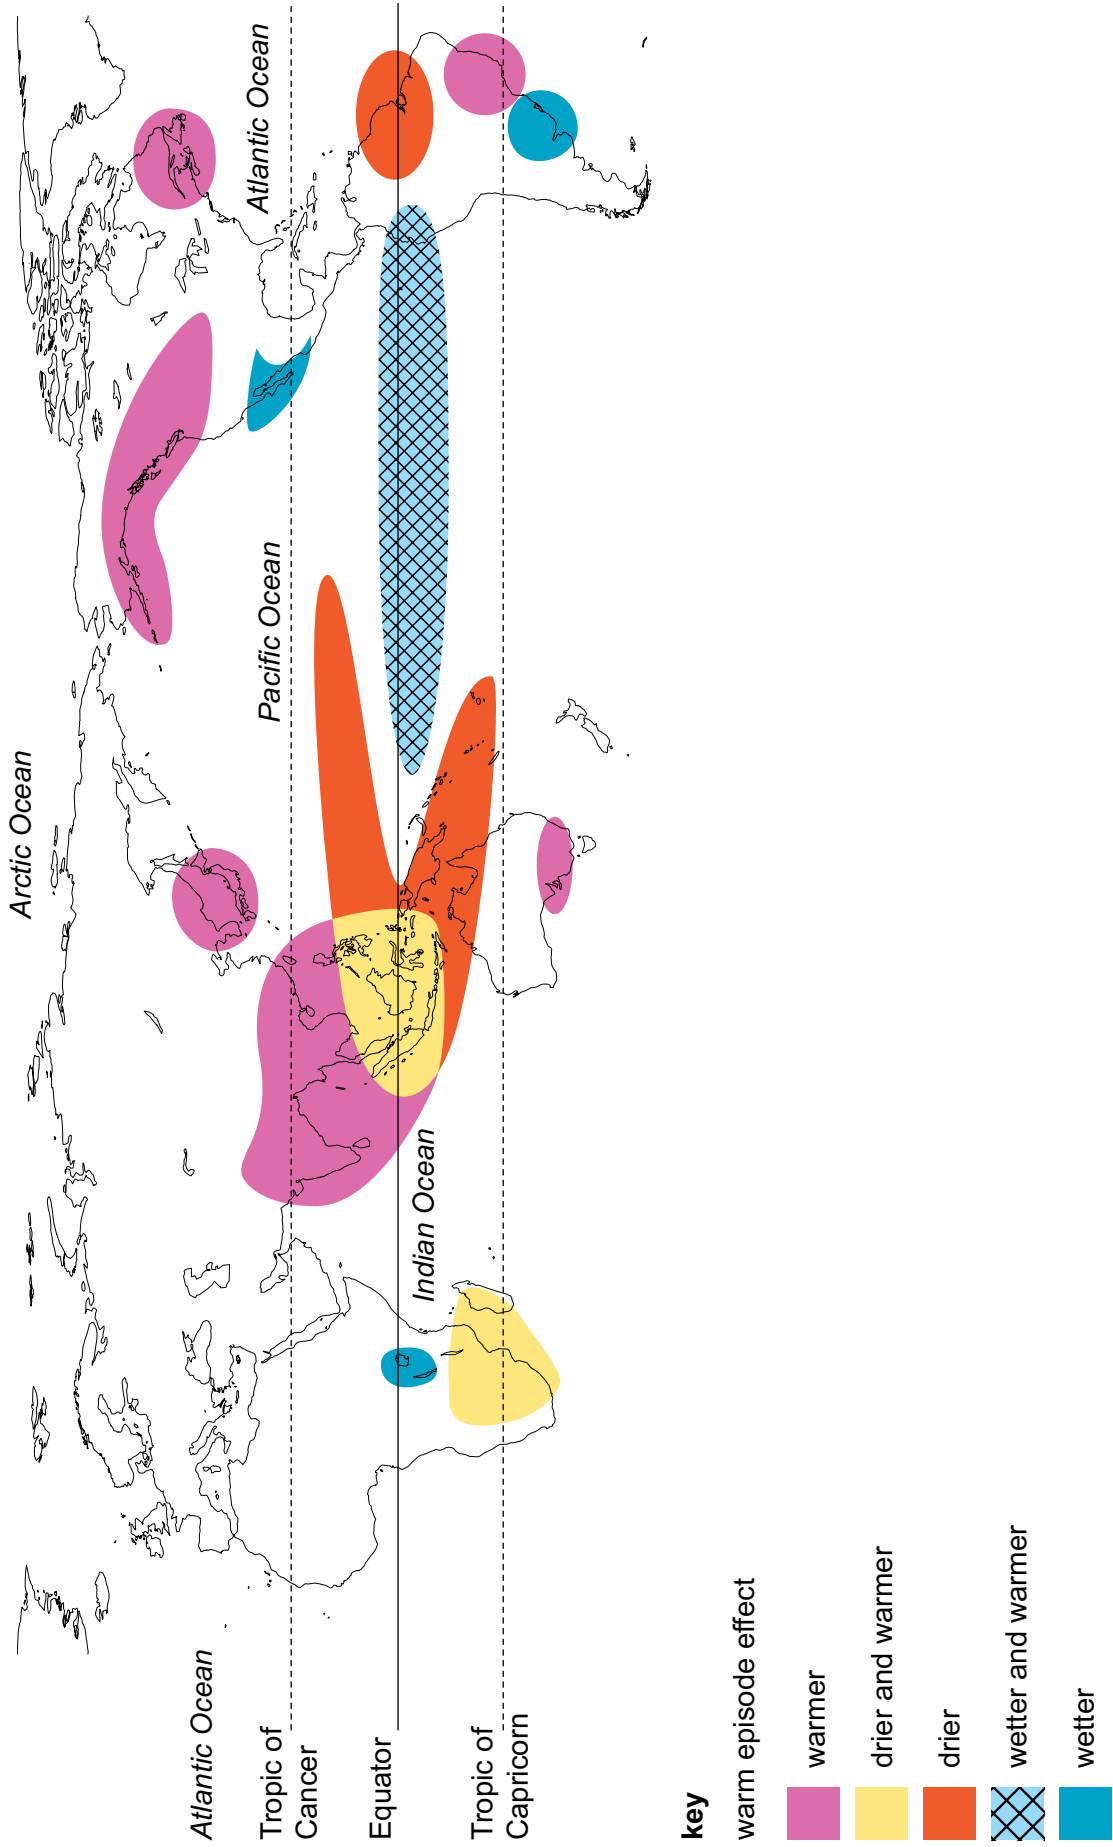 Arctic Ocean
Atlantic Ocean
Pacific Ocean
Atlantic Ocean
Tropic of
Cancer
Equator
Indian Ocean
Tropic of
Capricorn
key
warm episode effect
warmer
drier and warmer
drier
wetter and warmer
wetter